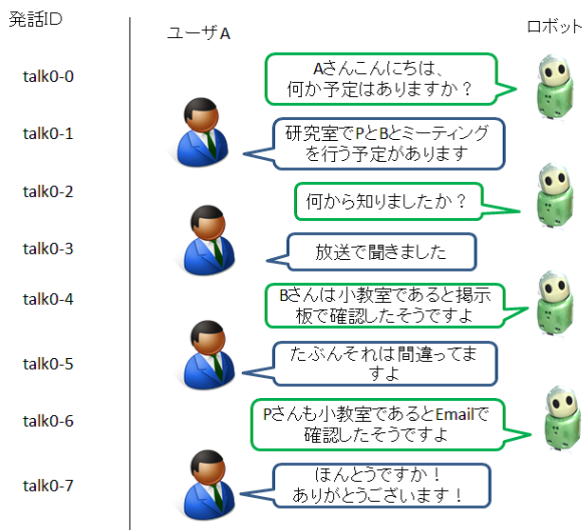 発話ID
ユーザA
ロボット
talk0-0
Aさんこんにちは、
何か予定はありますか？
talk0-1
研究室でPとBとミーティング
を行う予定があります
talk0-2
何から知りましたか？
talk0-3
放送で聞きました
talk0-4
Bさんは小教室であると掲示
板で確認したそうですよ
talk0-5
たぶんそれは間違ってま
すよ
talk0-6
Pさんも小教室であるとEmailで
確認したそうですよ
talk0-7
ほんとうですか！
ありがとうございます！